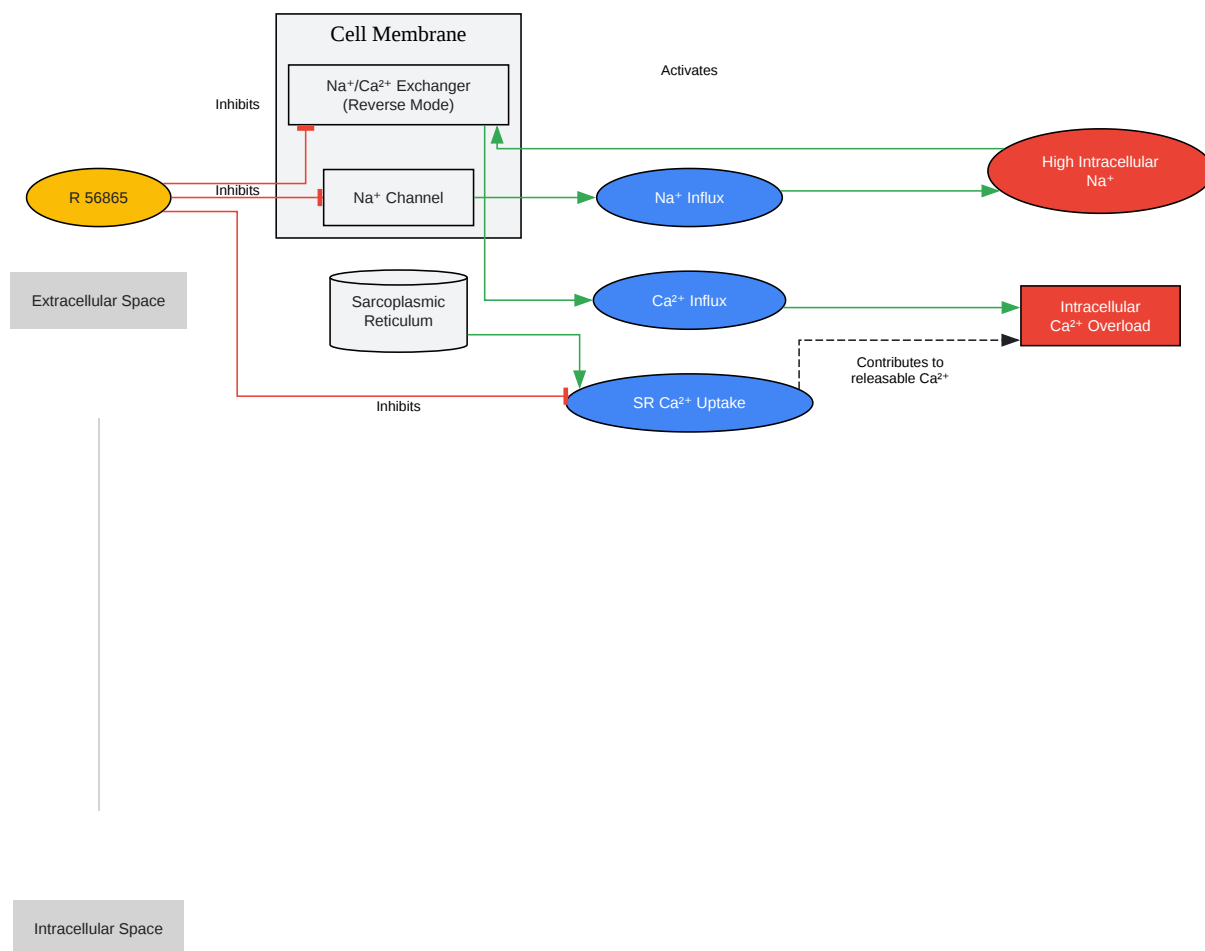 Cell Membrane
Na⁺/Ca²⁺ Exchanger
(Reverse Mode)
Activates
Inhibits
High Intracellular
Na⁺
Inhibits
R 56865
Na⁺ Channel
Na⁺ Influx
Extracellular Space
Sarcoplasmic
Reticulum
Ca²⁺ Influx
Intracellular
Ca²⁺ Overload
Contributes to
releasable Ca²⁺
Inhibits
SR Ca²⁺ Uptake
Intracellular Space